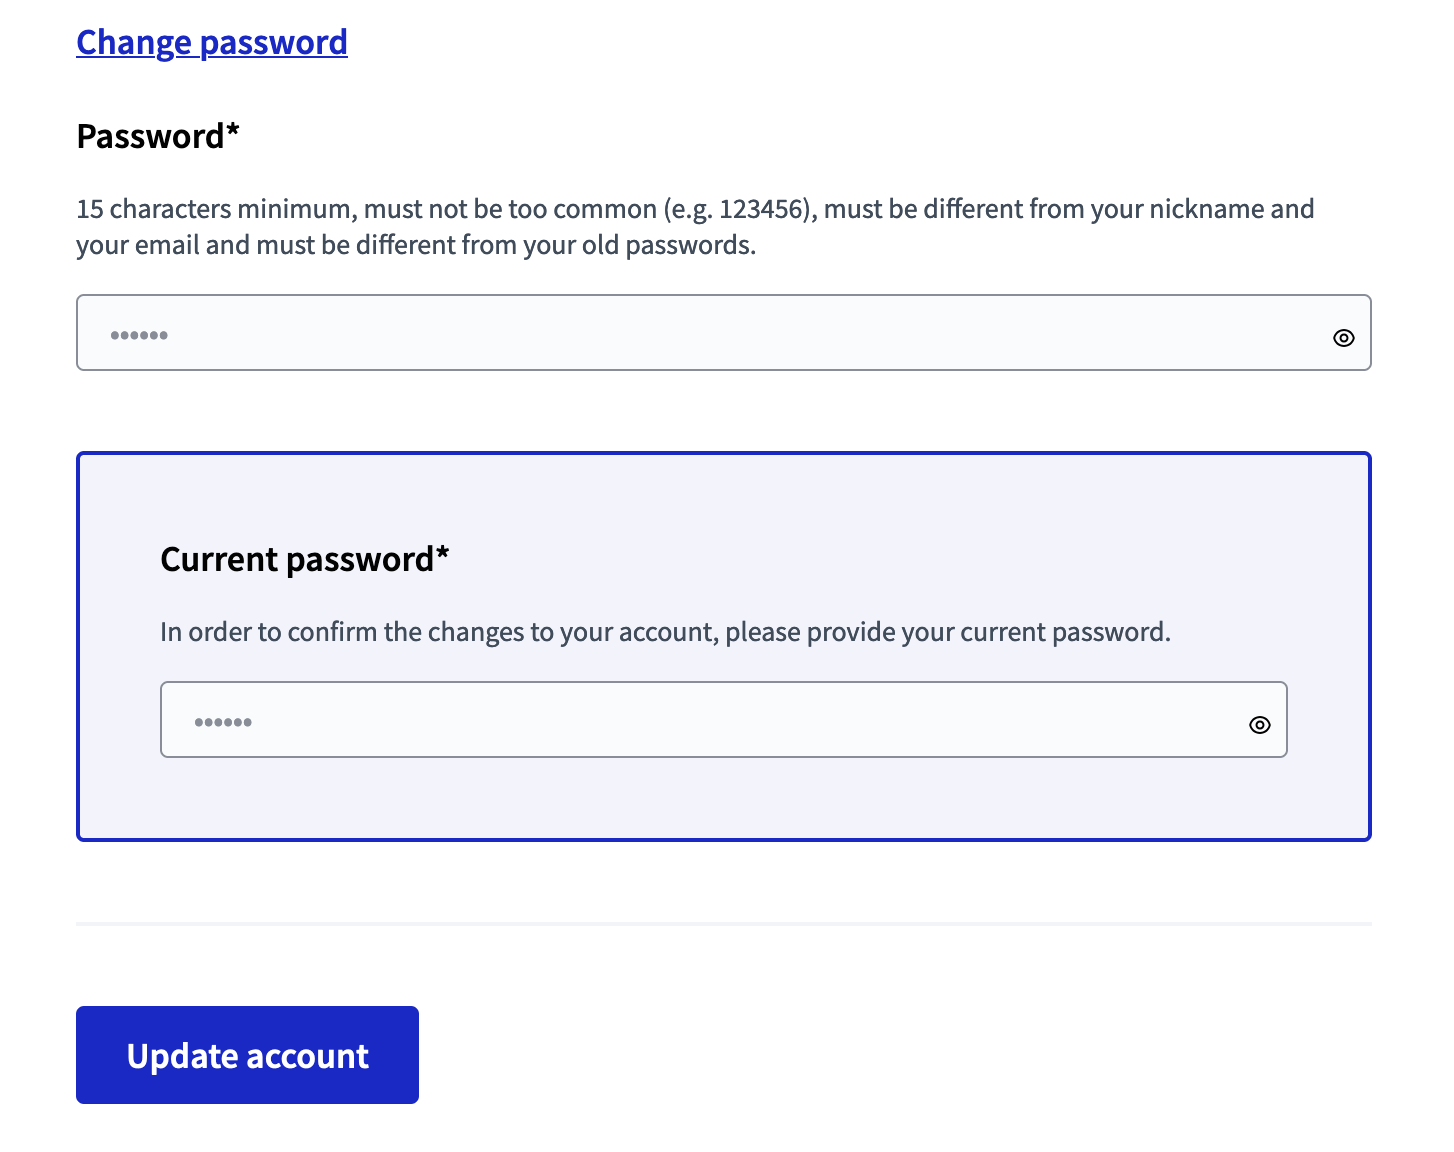 Change password
Password*
15 characters minimum, must not be too common (e.g. 123456), must be different from your nickname and
your email and must be different from your old passwords.
••••••
Current password*
In order to confirm the changes to your account, please provide your current password.
••••••
Update account